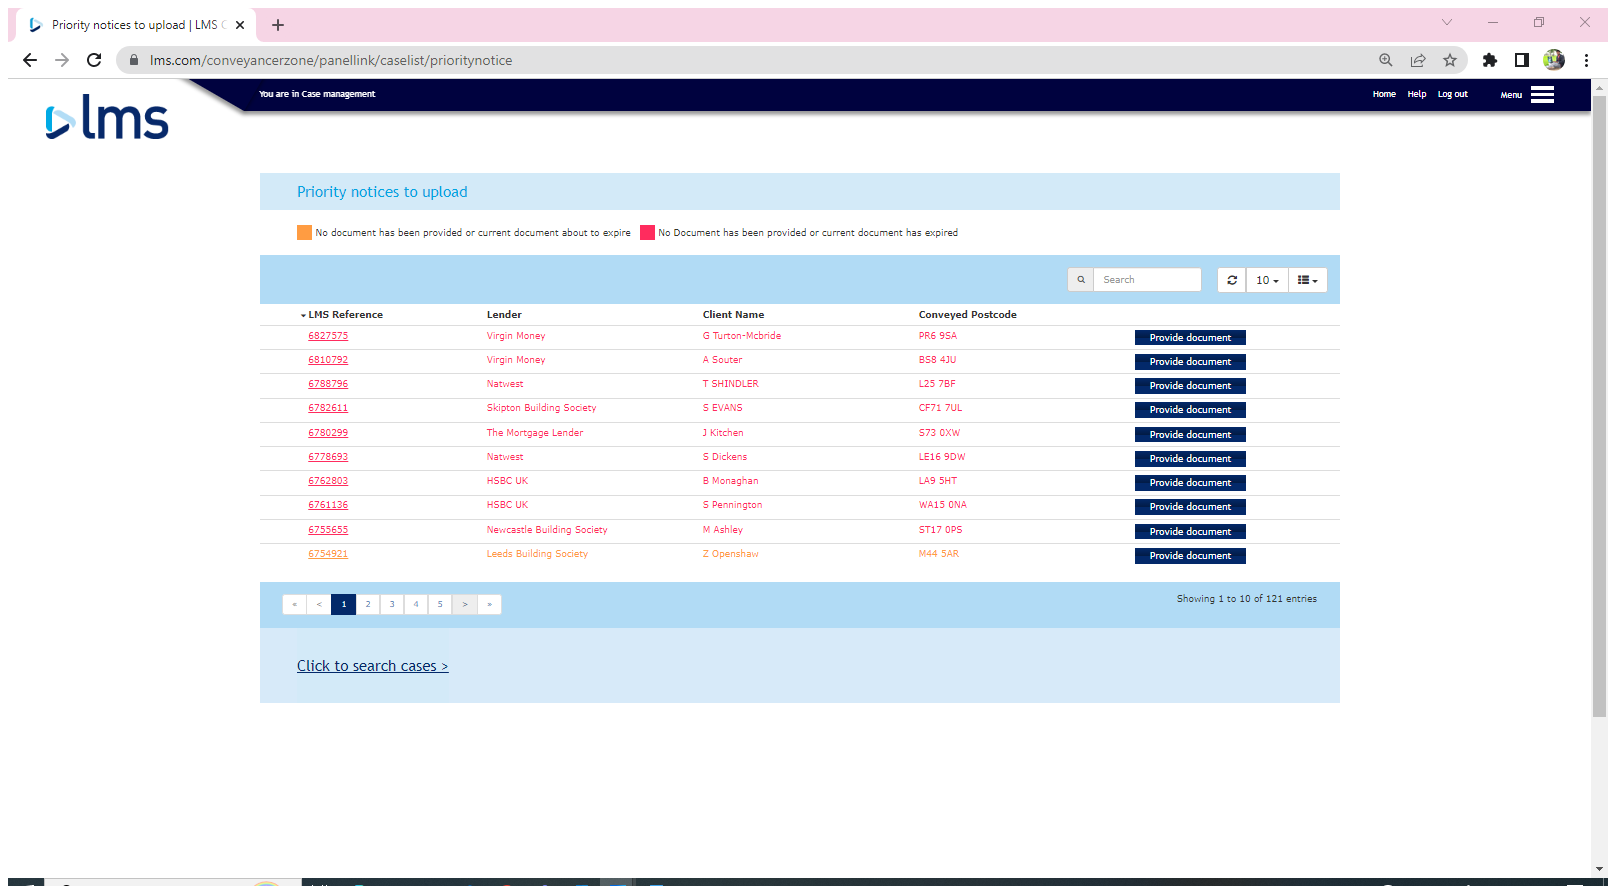 Priority notices to upload | LMS C
lms.com/conveyancerzone/panellink/caselist/prioritynotice
You are in Case management
Home Help Log out Menu
lms
Priority notices to upload
No document has been provided or current document about to expire No Document has been provided or current document has expired
Search 10
LMS Reference Lender Client Name Conveyed Postcode
6827575 Virgin Money G Turton-Mcbride PR6 9SA Provide document
6810792 Virgin Money A Souter BS8 4JU Provide document
6788796 Natwest T SHINDLER L25 7BF Provide document
6782611 Skipton Building Society S EVANS CF71 7UL Provide document
6780299 The Mortgage Lender J Kitchen S73 0XW Provide document
6778693 Natwest S Dickens LE16 9DW Provide document
6762803 HSBC UK B Monaghan LA9 5HT Provide document
6761136 HSBC UK S Pennington WA15 0NA Provide document
6755655 Newcastle Building Society M Ashley ST17 0PS Provide document
6754921 Leeds Building Society Z Openshaw M44 5AR Provide document
« < 1 2 3 4 5 > » Showing 1 to 10 of 121 entries
Click to search cases >